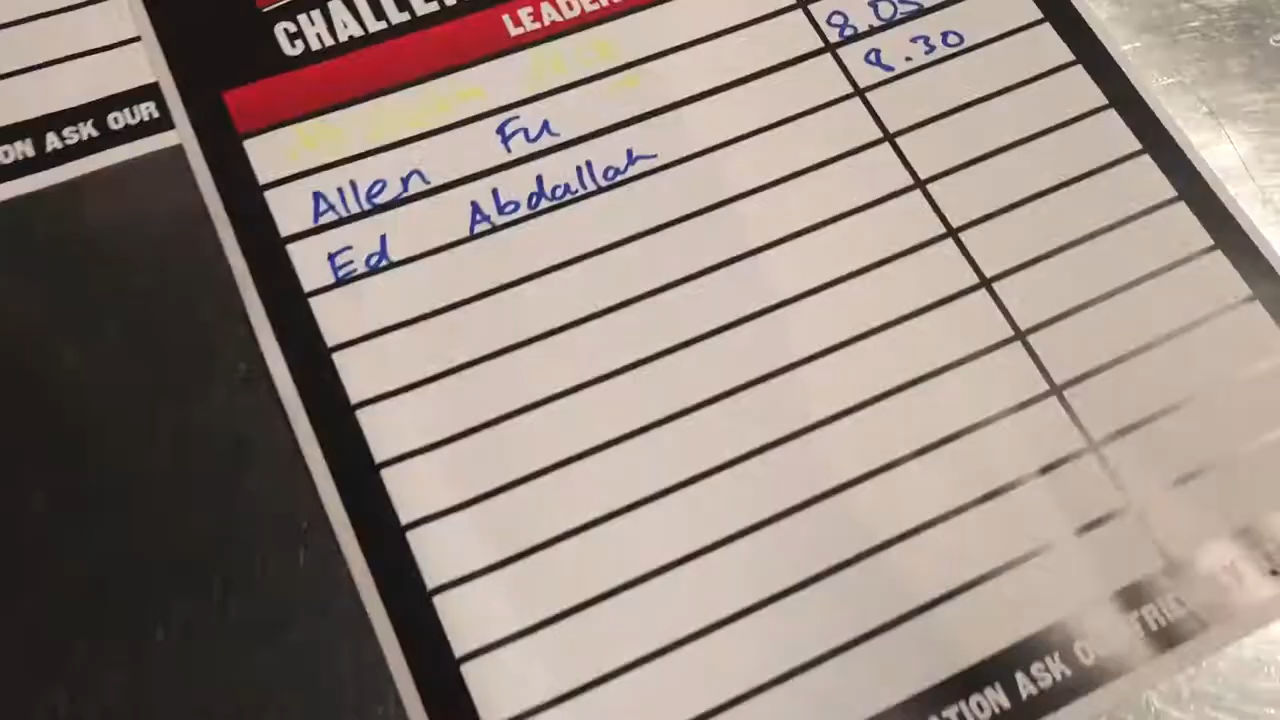 CHALLE
LEADER
8.05
Allen Fu 8.30
Ed Abdallah
ON ASK OUR
ATION ASK O